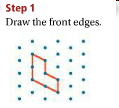 Step 1
Draw the front edges.